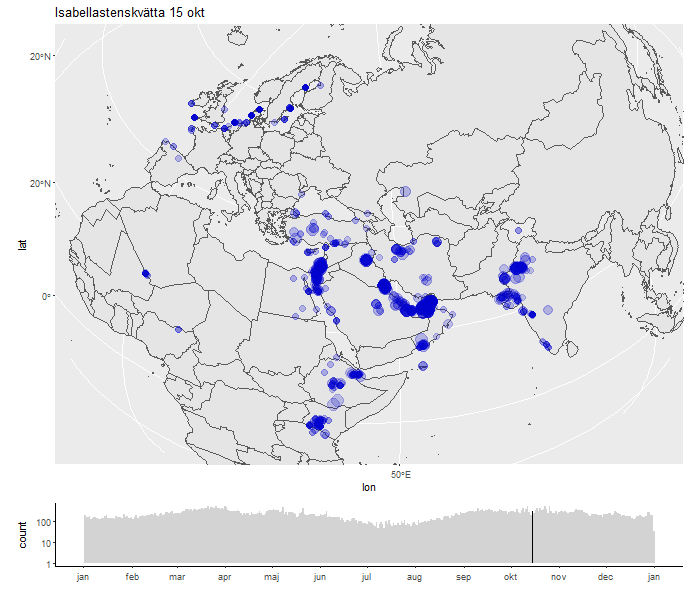 Isabellastenskvätta 15 okt
20°N
20°N
0°
lat
50°E
lon
count
100
10
1
jan feb mar apr maj jun jul aug sep okt nov dec jan